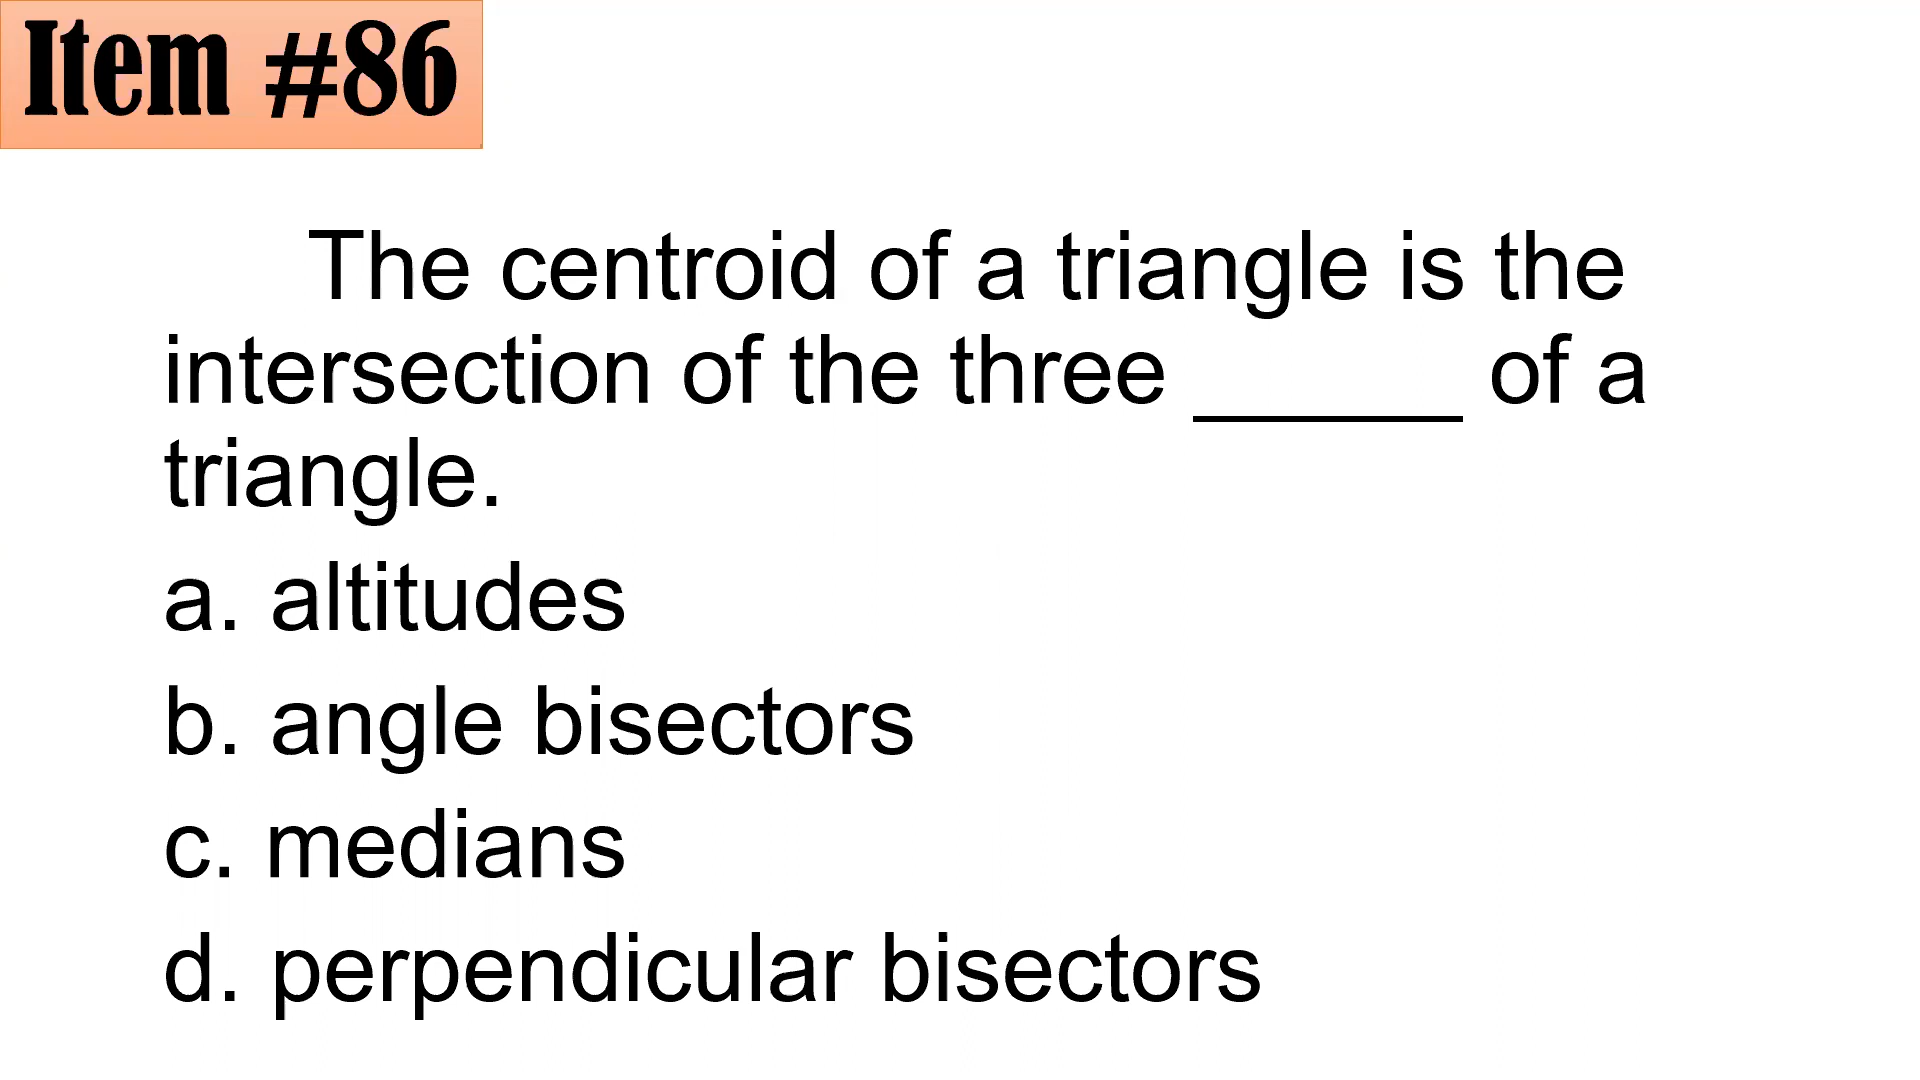 Item #86
The centroid of a triangle is the
intersection of the three ______ of a
triangle.
a. altitudes
b. angle bisectors
c. medians
d. perpendicular bisectors